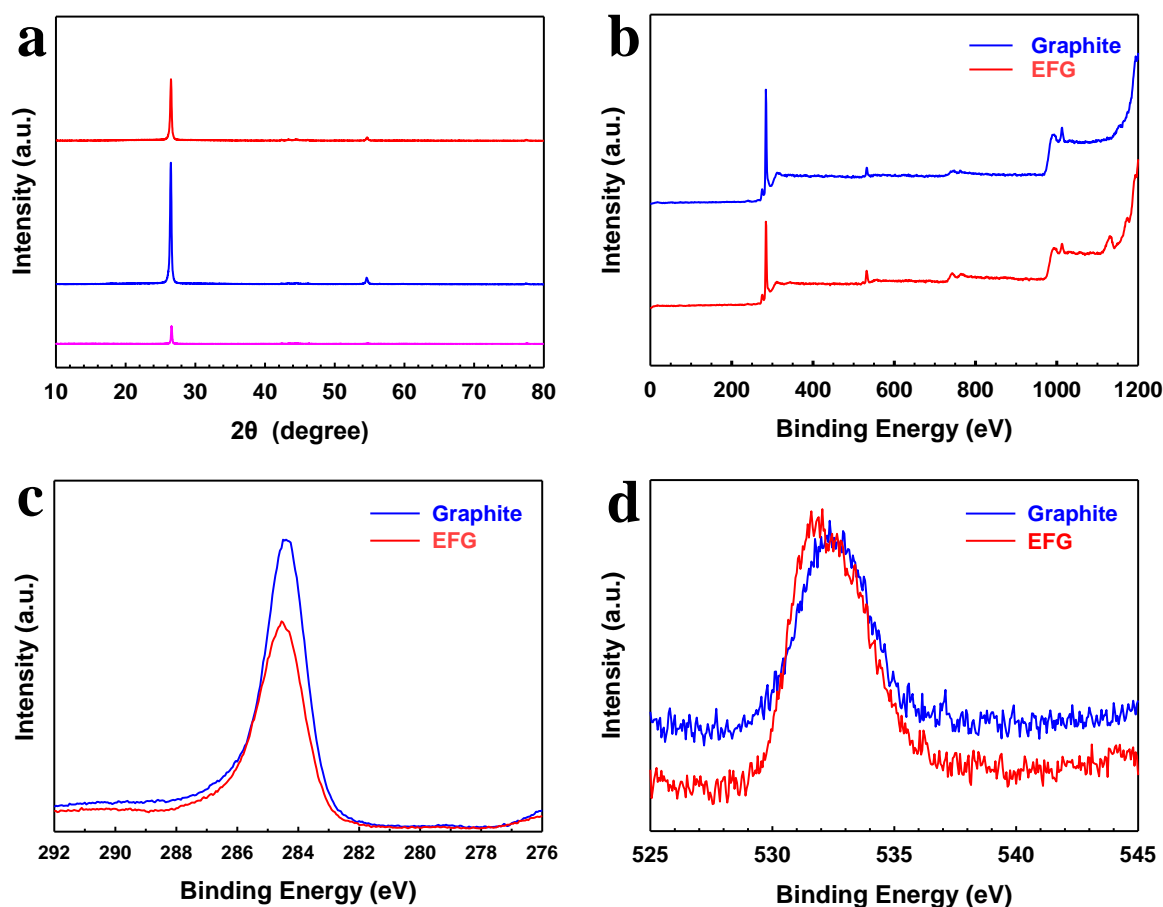 a
Intensity (a.u.)
10 20 30 40 50 60 70 80
2θ (degree)
b
Graphite
EFG
Intensity (a.u.)
0 200 400 600 800 1000 1200
Binding Energy (eV)
c
Graphite
EFG
Intensity (a.u.)
292 290 288 286 284 282 280 278 276
Binding Energy (eV)
d
Graphite
EFG
Intensity (a.u.)
525 530 535 540 545
Binding Energy (eV)